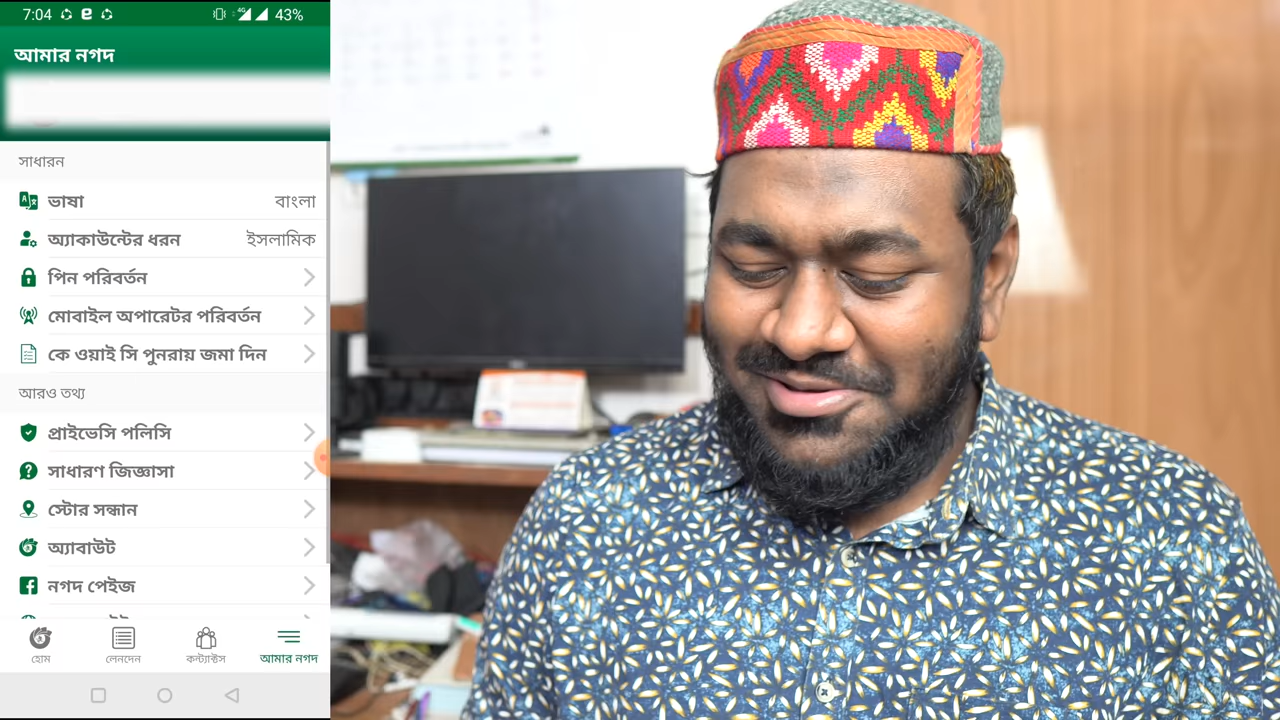 7:04
4G
43%
আমার নগদ
সাধারন
ভাষা বাংলা
অ্যাকাউন্টের ধরন ইসলামিক
পিন পরিবর্তন
মোবাইল অপারেটর পরিবর্তন
কে ওয়াই সি পুনরায় জমা দিন
আরও তথ্য
প্রাইভেসি পলিসি
সাধারণ জিজ্ঞাসা
স্টোর সন্ধান
অ্যাবাউট
নগদ পেইজ
হোম লেনদেন কন্ট্যাক্টস আমার নগদ